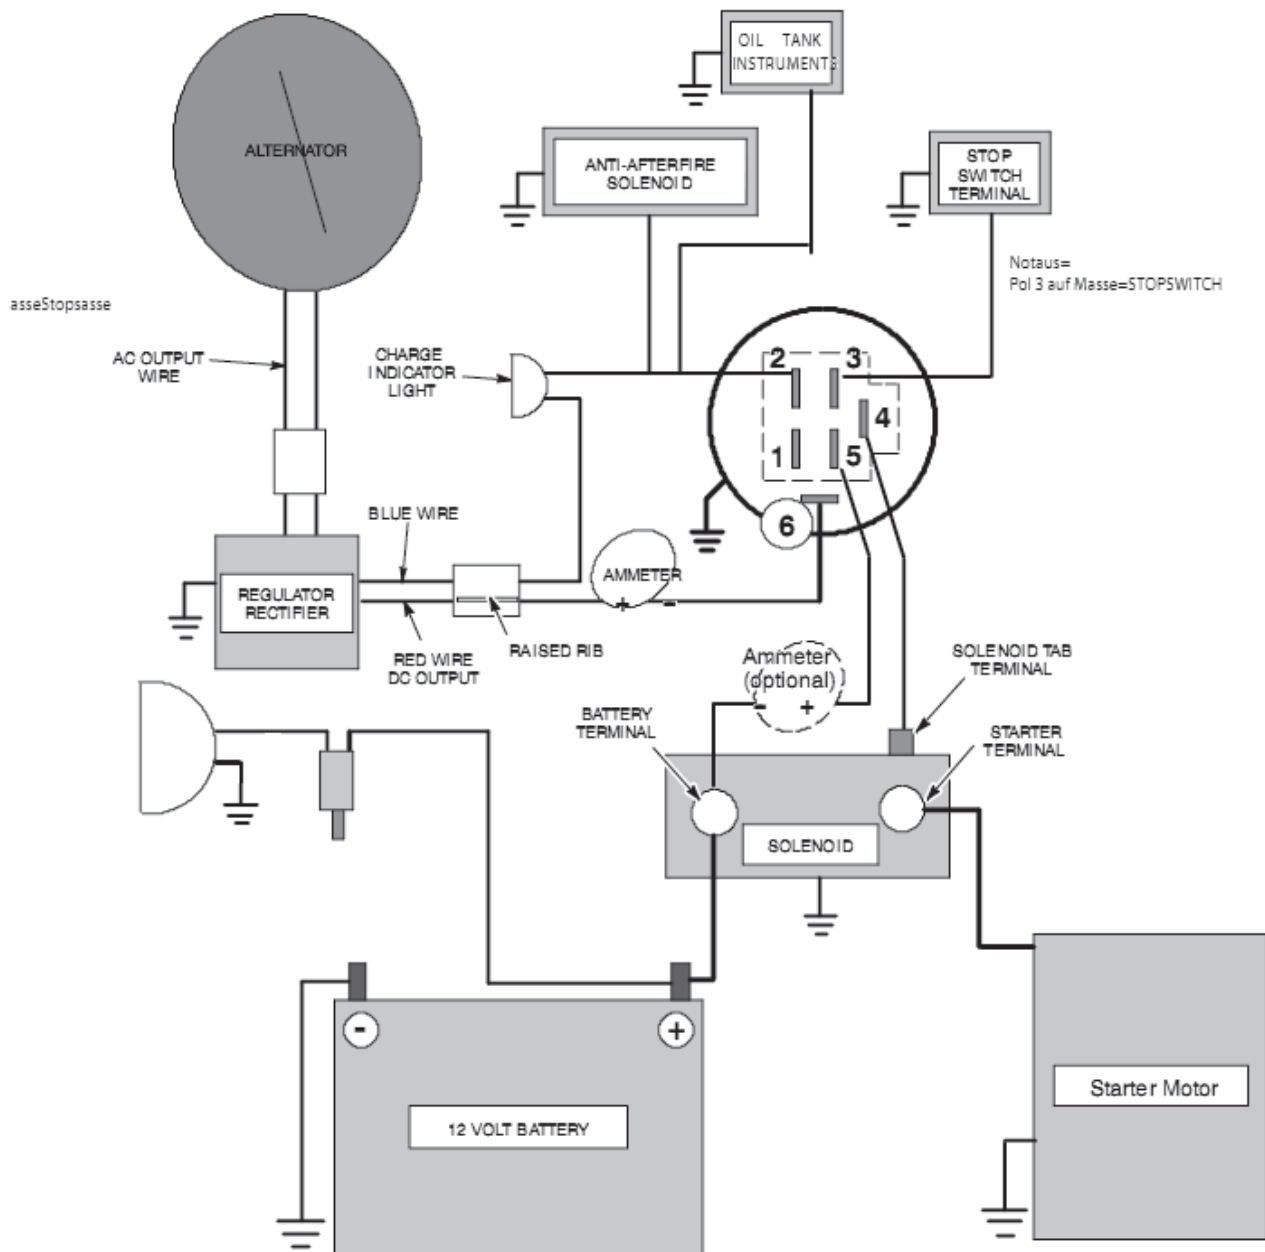 OIL TANK
INSTRUMENTS
ALTERNATOR
ANTI-AFTERFIRE
SOLENOID
STOP
SWITCH
TERMINAL
Notaus=
Pol 3 auf Masse=STOPSWITCH
asseStopsasse
AC OUTPUT
WIRE
CHARGE
INDICATOR
LIGHT
2
3
4
1
5
6
BLUE WIRE
AMMETER
+ -
REGULATOR
RECTIFIER
RED WIRE
DC OUTPUT
RAISED RIB
Ammeter
(optional)
- +
SOLENOID TAB
TERMINAL
BATTERY
TERMINAL
STARTER
TERMINAL
SOLENOID
-
+
12 VOLT BATTERY
Starter Motor